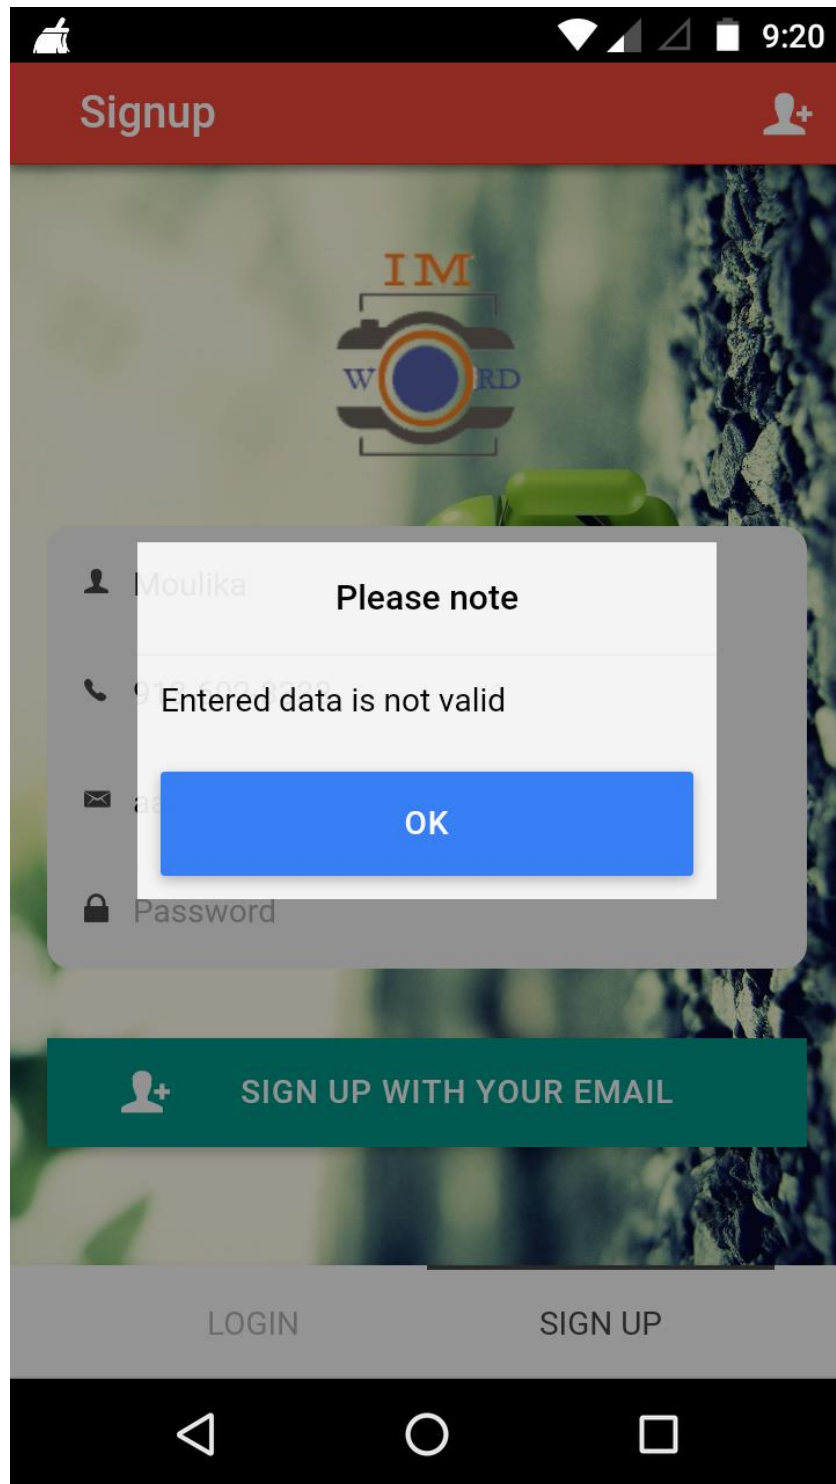 9:20
Signup
IM
W RD
Moulika
Please note
Entered data is not valid
OK
Password
SIGN UP WITH YOUR EMAIL
LOGIN
SIGN UP